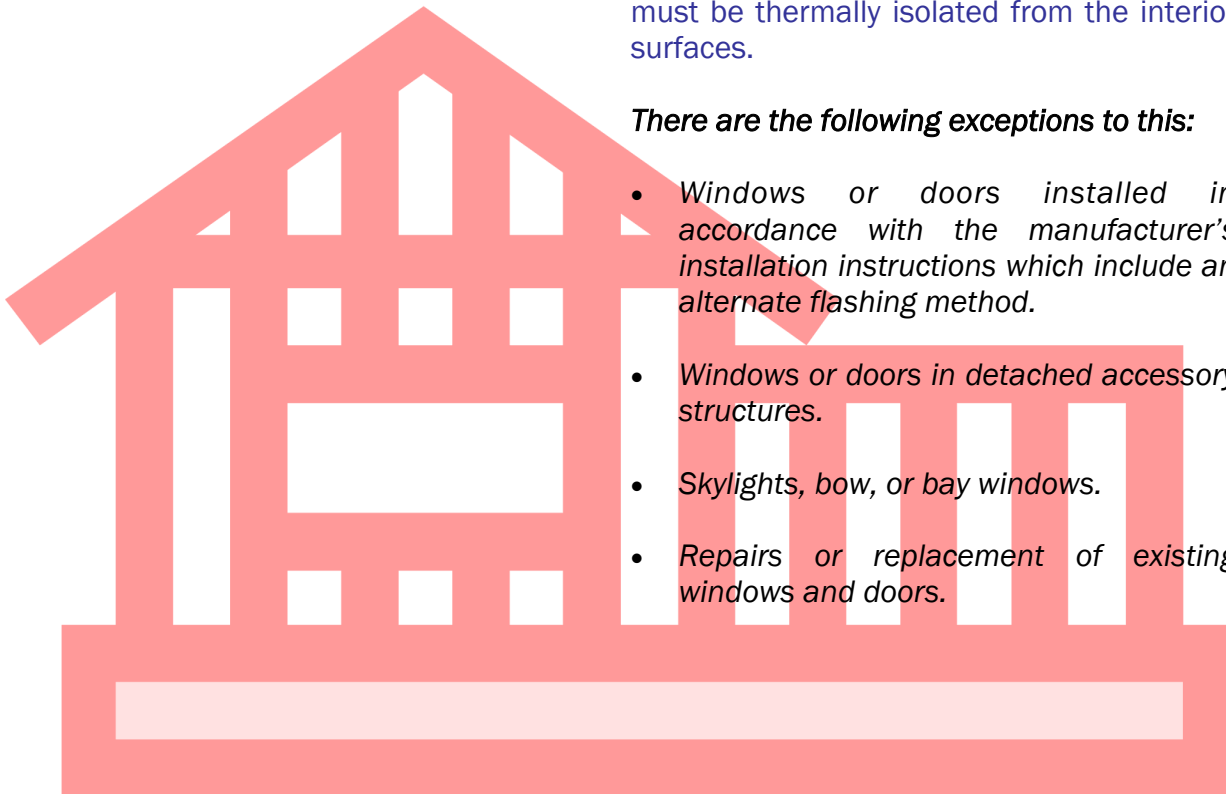 must be thermally isolated from the interior
surfaces.
There are the following exceptions to this:
• Windows or doors installed in
accordance with the manufacturer's
installation instructions which include an
alternate flashing method.
• Windows or doors in detached accessory
structures.
• Skylights, bow, or bay windows.
• Repairs or replacement of existing
windows and doors.